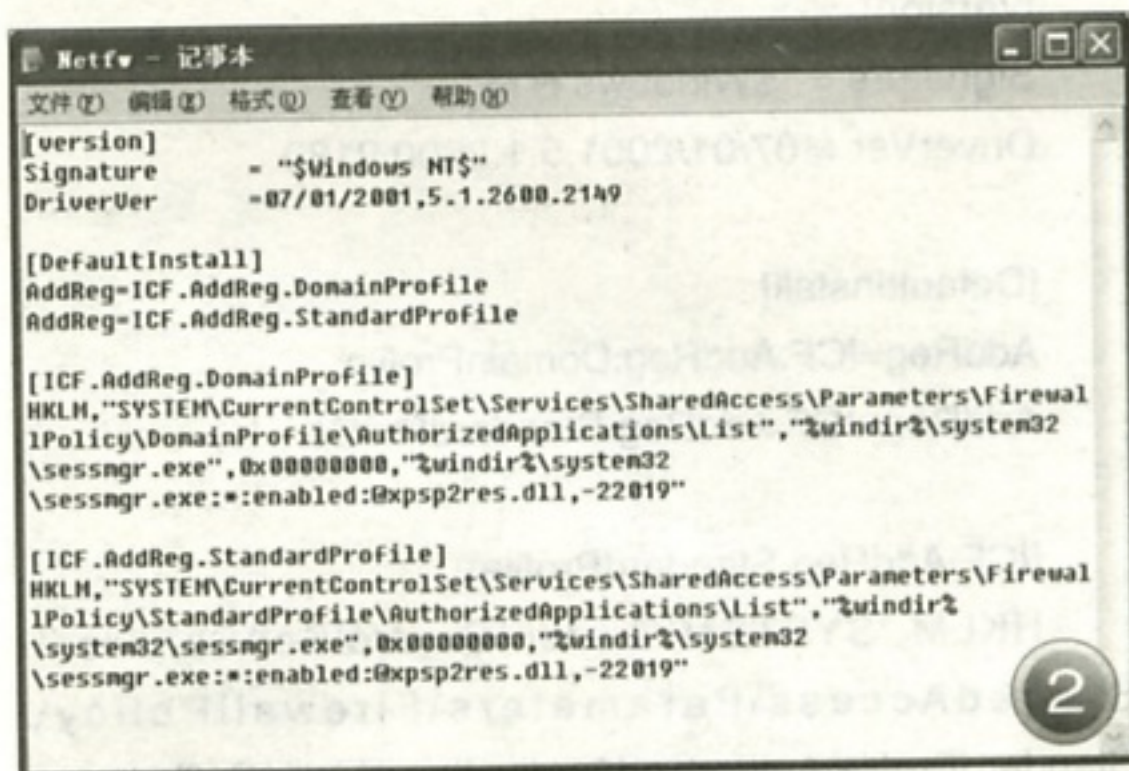 Netfw - 记事本
文件(F) 编辑(E) 格式(O) 查看(V) 帮助(H)
[version]
Signature = "$Windows NT$"
DriverVer =07/01/2001,5.1.2600.2149
[DefaultInstall]
AddReg=ICF.AddReg.DomainProfile
AddReg=ICF.AddReg.StandardProfile
[ICF.AddReg.DomainProfile]
HKLM,"SYSTEM\CurrentControlSet\Services\SharedAccess\Parameters\Firewal
lPolicy\DomainProfile\AuthorizedApplications\List","%windir%\system32
\sessmgr.exe",0x00000000,"%windir%\system32
\sessmgr.exe:*:enabled:@xpsp2res.dll,-22019"
[ICF.AddReg.StandardProfile]
HKLM,"SYSTEM\CurrentControlSet\Services\SharedAccess\Parameters\Firewal
lPolicy\StandardProfile\AuthorizedApplications\List","%windir%
\system32\sessmgr.exe",0x00000000,"%windir%\system32
\sessmgr.exe:*:enabled:@xpsp2res.dll,-22019"
2